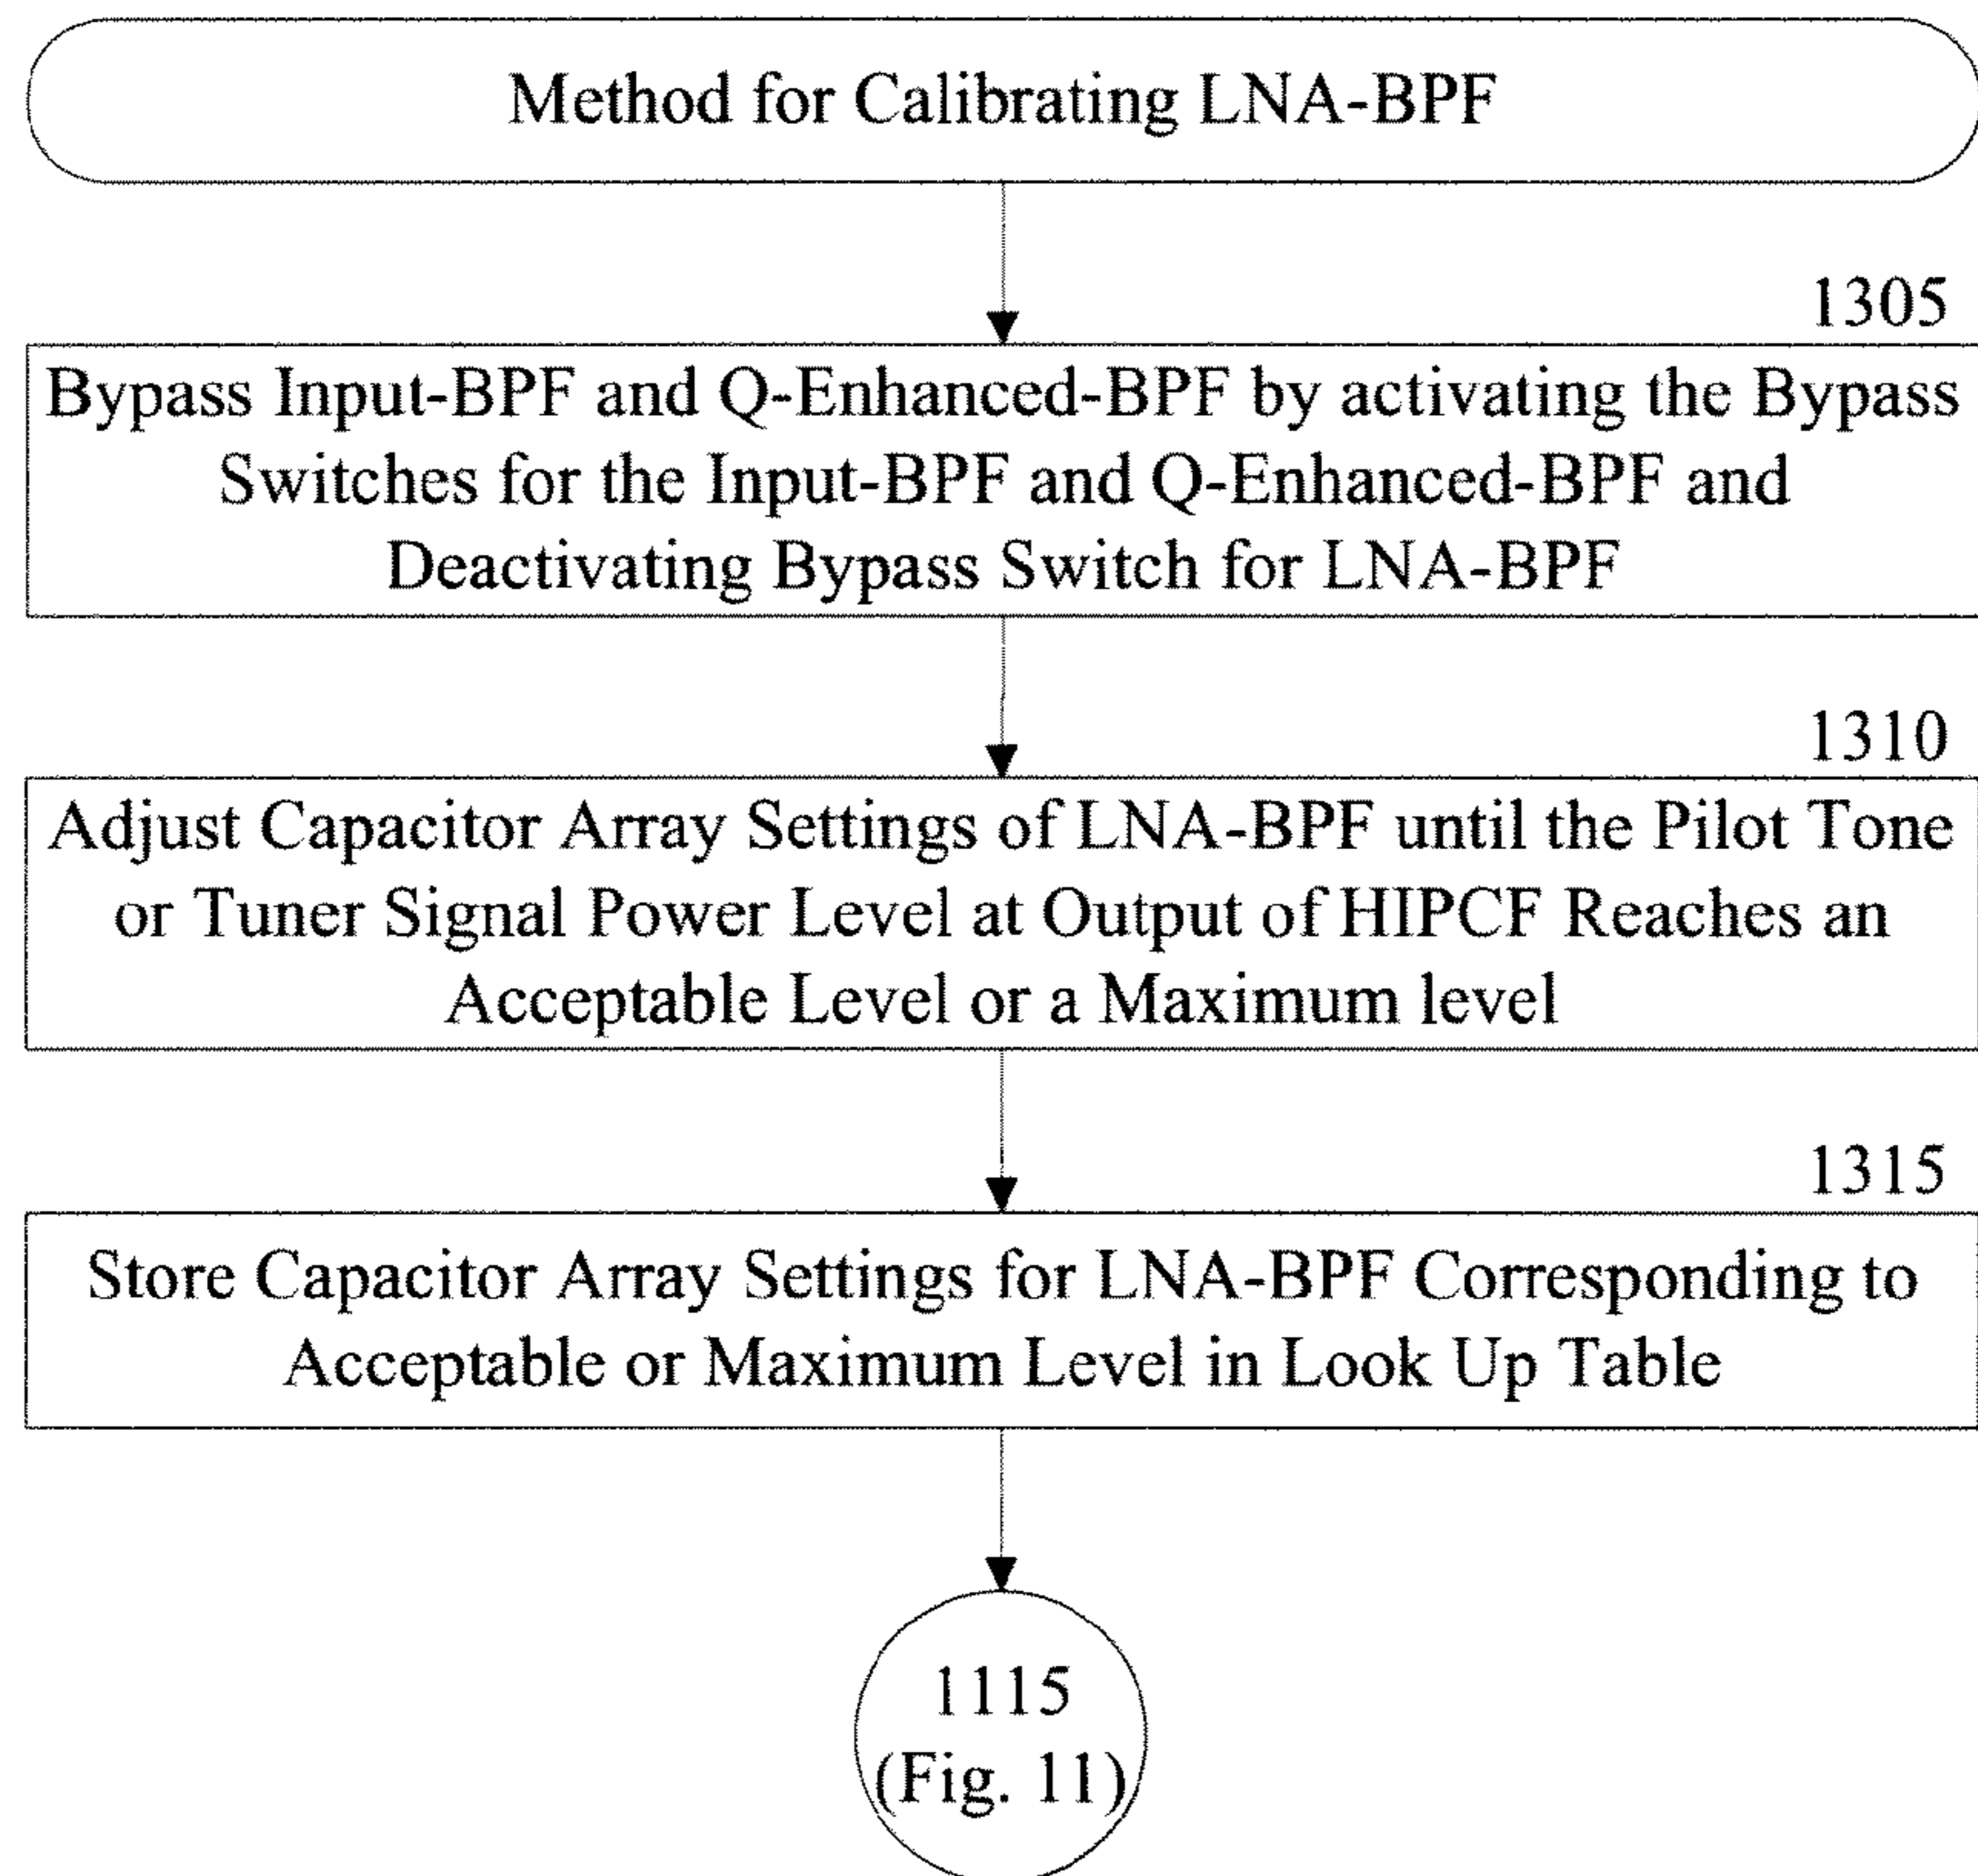 Method for Calibrating LNA-BPF
1305
Bypass Input-BPF and Q-Enhanced-BPF by activating the Bypass
Switches for the Input-BPF and Q-Enhanced-BPF and
Deactivating Bypass Switch for LNA-BPF
1310
Adjust Capacitor Array Settings of LNA-BPF until the Pilot Tone
or Tuner Signal Power Level at Output of HIPCF Reaches an
Acceptable Level or a Maximum level
1315
Store Capacitor Array Settings for LNA-BPF Corresponding to
Acceptable or Maximum Level in Look Up Table
1115
(Fig. 11)